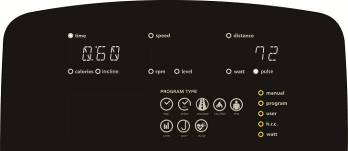 time speed distance
0:60 72
calories incline rpm level watt pulse
PROGRAM TYPE
manual
program
user
h.r.c.
watt